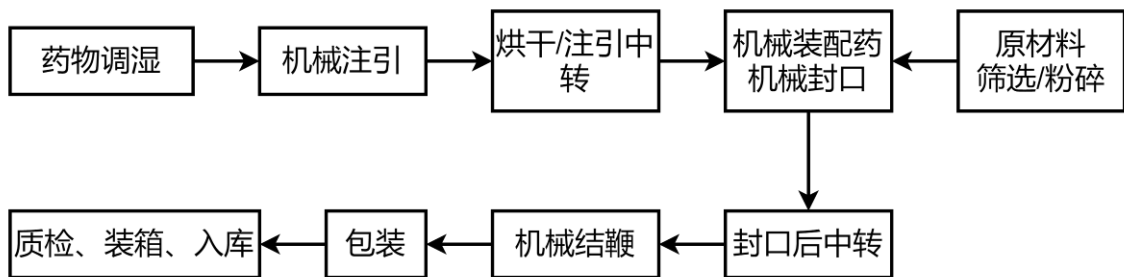 药物调湿
机械注引
烘干/注引中
转
机械装配药
机械封口
原材料
筛选/粉碎
质检、装箱、入库
包装
机械结鞭
封口后中转